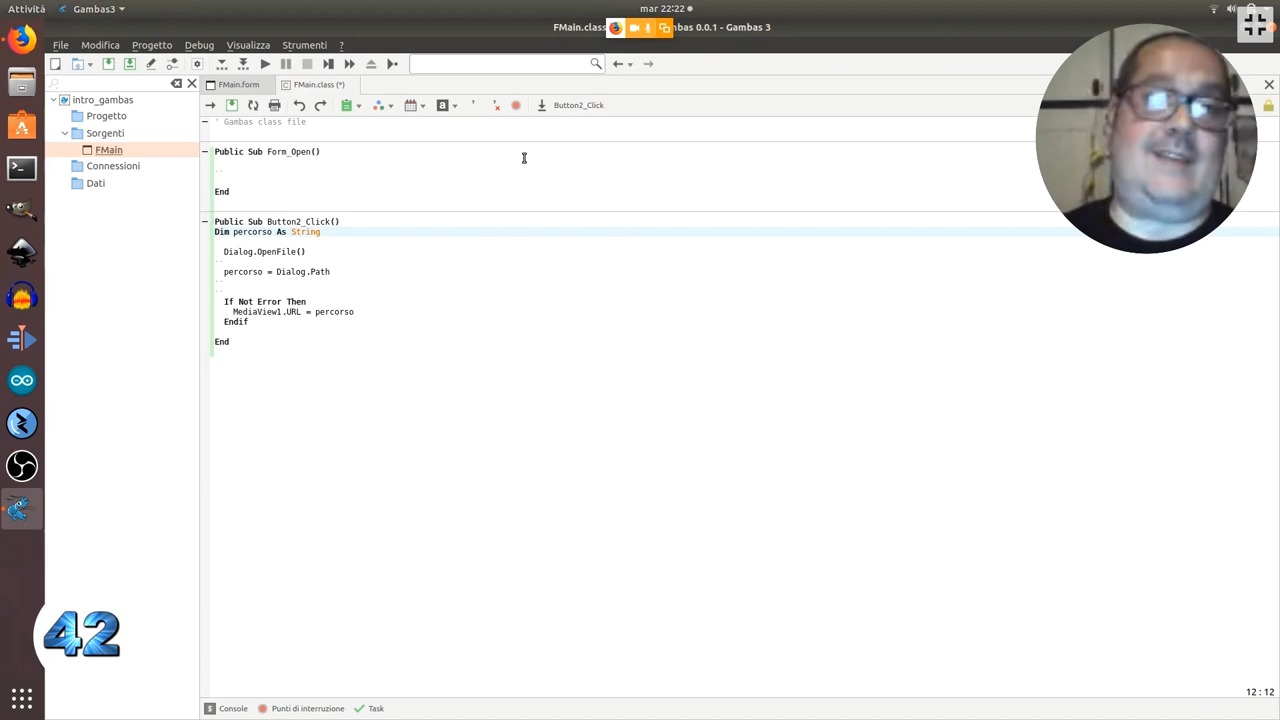 Attività
Gambas3
mar 22:22
FMain.class
mbas 0.0.1 - Gambas 3
File Modifica Progetto Debug Visualizza Strumenti ?
FMain.form FMain.class (*)
Button2_Click
intro_gambas
Progetto
Sorgenti
FMain
Connessioni
Dati
' Gambas class file
Public Sub Form_Open()
End
Public Sub Button2_Click()
Dim percorso As String
Dialog.OpenFile()
percorso = Dialog.Path
If Not Error Then
MediaView1.URL = percorso
Endif
End
42
12:12
Console Punti di interruzione Task